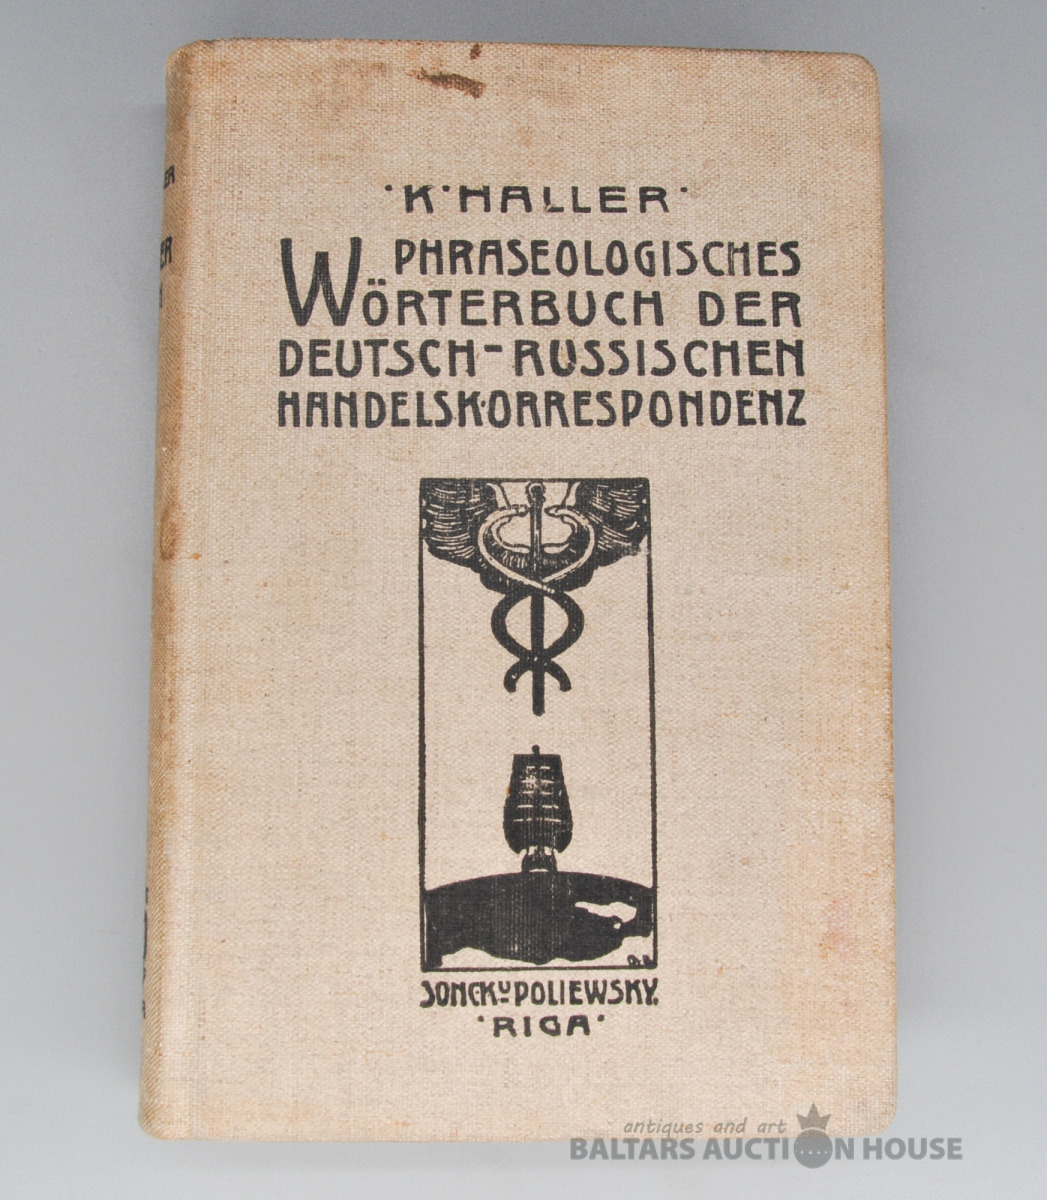 ·K·HALLER·
PHRASEOLOGISCHES
WÖRTERBUCH DER
DEUTSCH-RUSSISCHEN
HANDELSKORRESPONDENZ
JONCK U POLIEWSKY.
·RIGA·
antiques and art
BALTARS AUCTION HOUSE